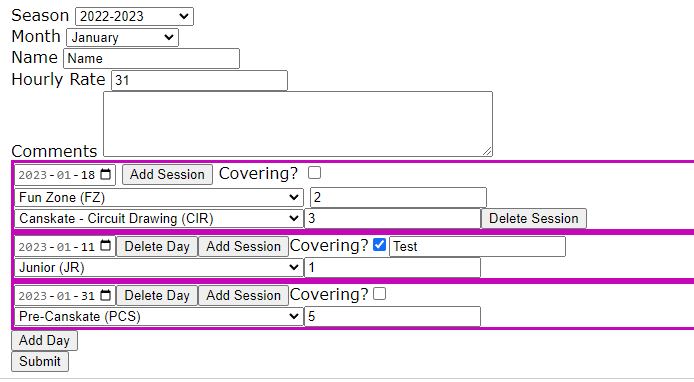 Season 2022-2023
Month January
Name Name
Hourly Rate 31
Comments
2023-01-18 Add Session Covering?
Fun Zone (FZ) 2
Canskate - Circuit Drawing (CIR) 3 Delete Session
2023-01-11 Delete Day Add Session Covering? Test
Junior (JR) 1
2023-01-31 Delete Day Add Session Covering?
Pre-Canskate (PCS) 5
Add Day
Submit